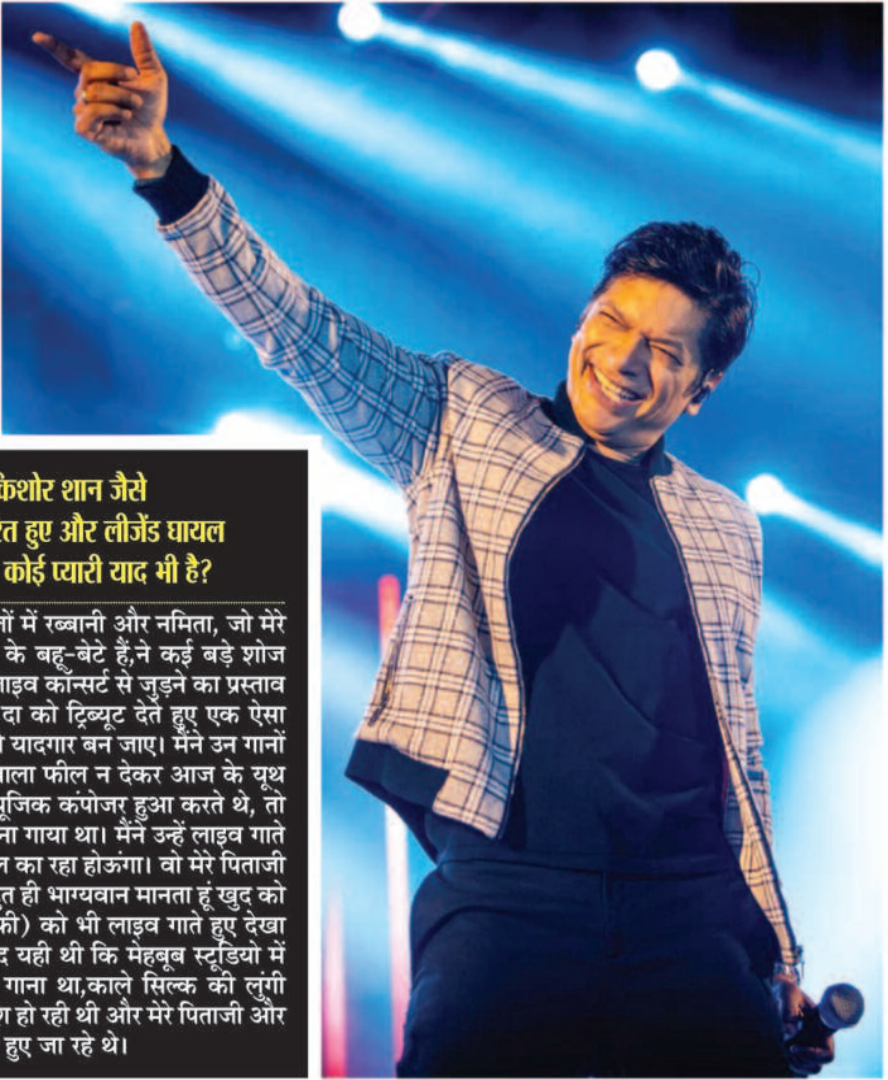 केशोर शान जैसे
त हुए और लीजेंड घायल
कोई प्यारी याद भी है?
में रब्बानी और नमिता, जो मेरे
के बहू-बेटे हैं,ने कई बड़े शोज
लाइव कॉन्सर्ट से जुड़ने का प्रस्ताव
दा को ट्रिब्यूट देते हुए एक ऐसा
यादगार बन जाए। मैंने उन गानों
वाला फील न देकर आज के यूथ
यूजिक कंपोजर हुआ करते थे, तो
ना गाया था। मैंने उन्हें लाइव गाते
का रहा होऊंगा। वो मेरे पिताजी
त ही भाग्यवान मानता हूं खुद को
फी) को भी लाइव गाते हुए देखा
यही थी कि मेहबूब स्टूडियो में
गाना था,काले सिल्क की लुंगी
हो रही थी और मेरे पिताजी और
हुए जा रहे थे।